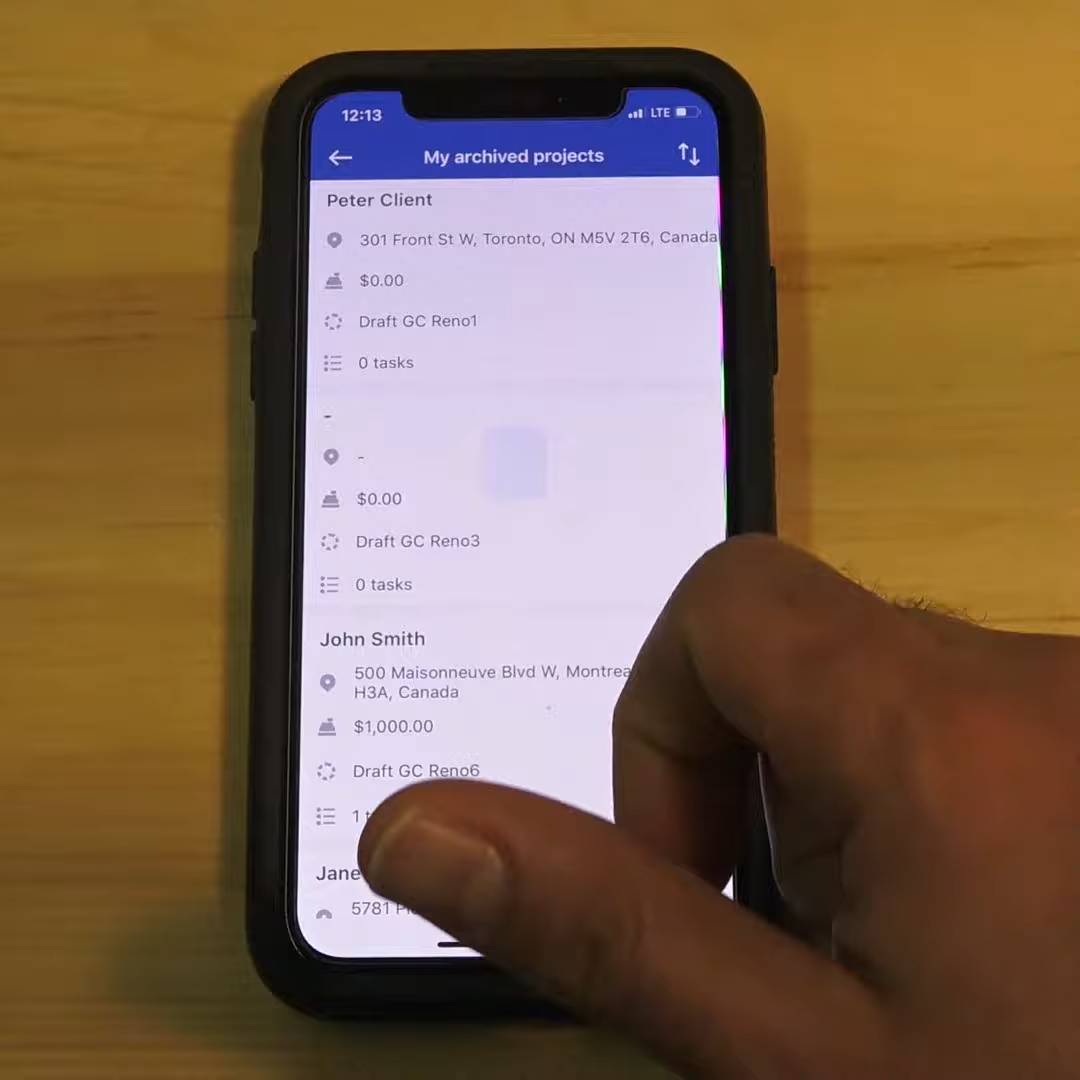 12:13
LTE
My archived projects
Peter Client
301 Front St W, Toronto, ON M5V 2T6, Canada
$0.00
Draft GC Reno1
0 tasks
-
-
$0.00
Draft GC Reno3
0 tasks
John Smith
500 Maisonneuve Blvd W,
H3A, Canada
$1,000.00
Draft GC Reno6
1
Jane
5781